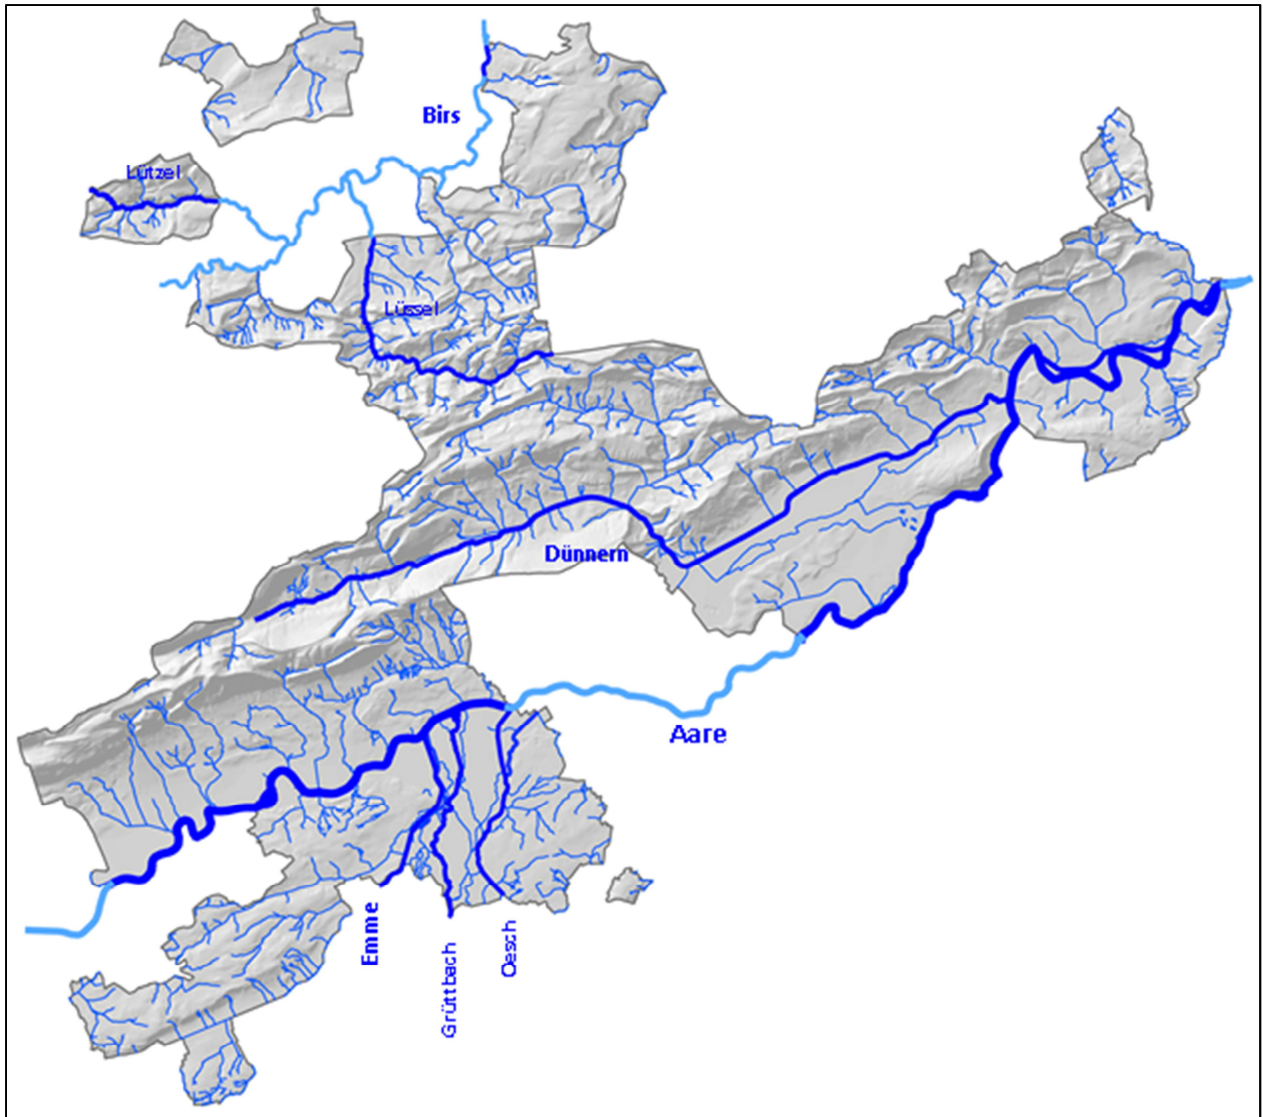 Birs
Lützel
Lüssel
Dünnern
Aare
Emme
Grüttbach
Oesch